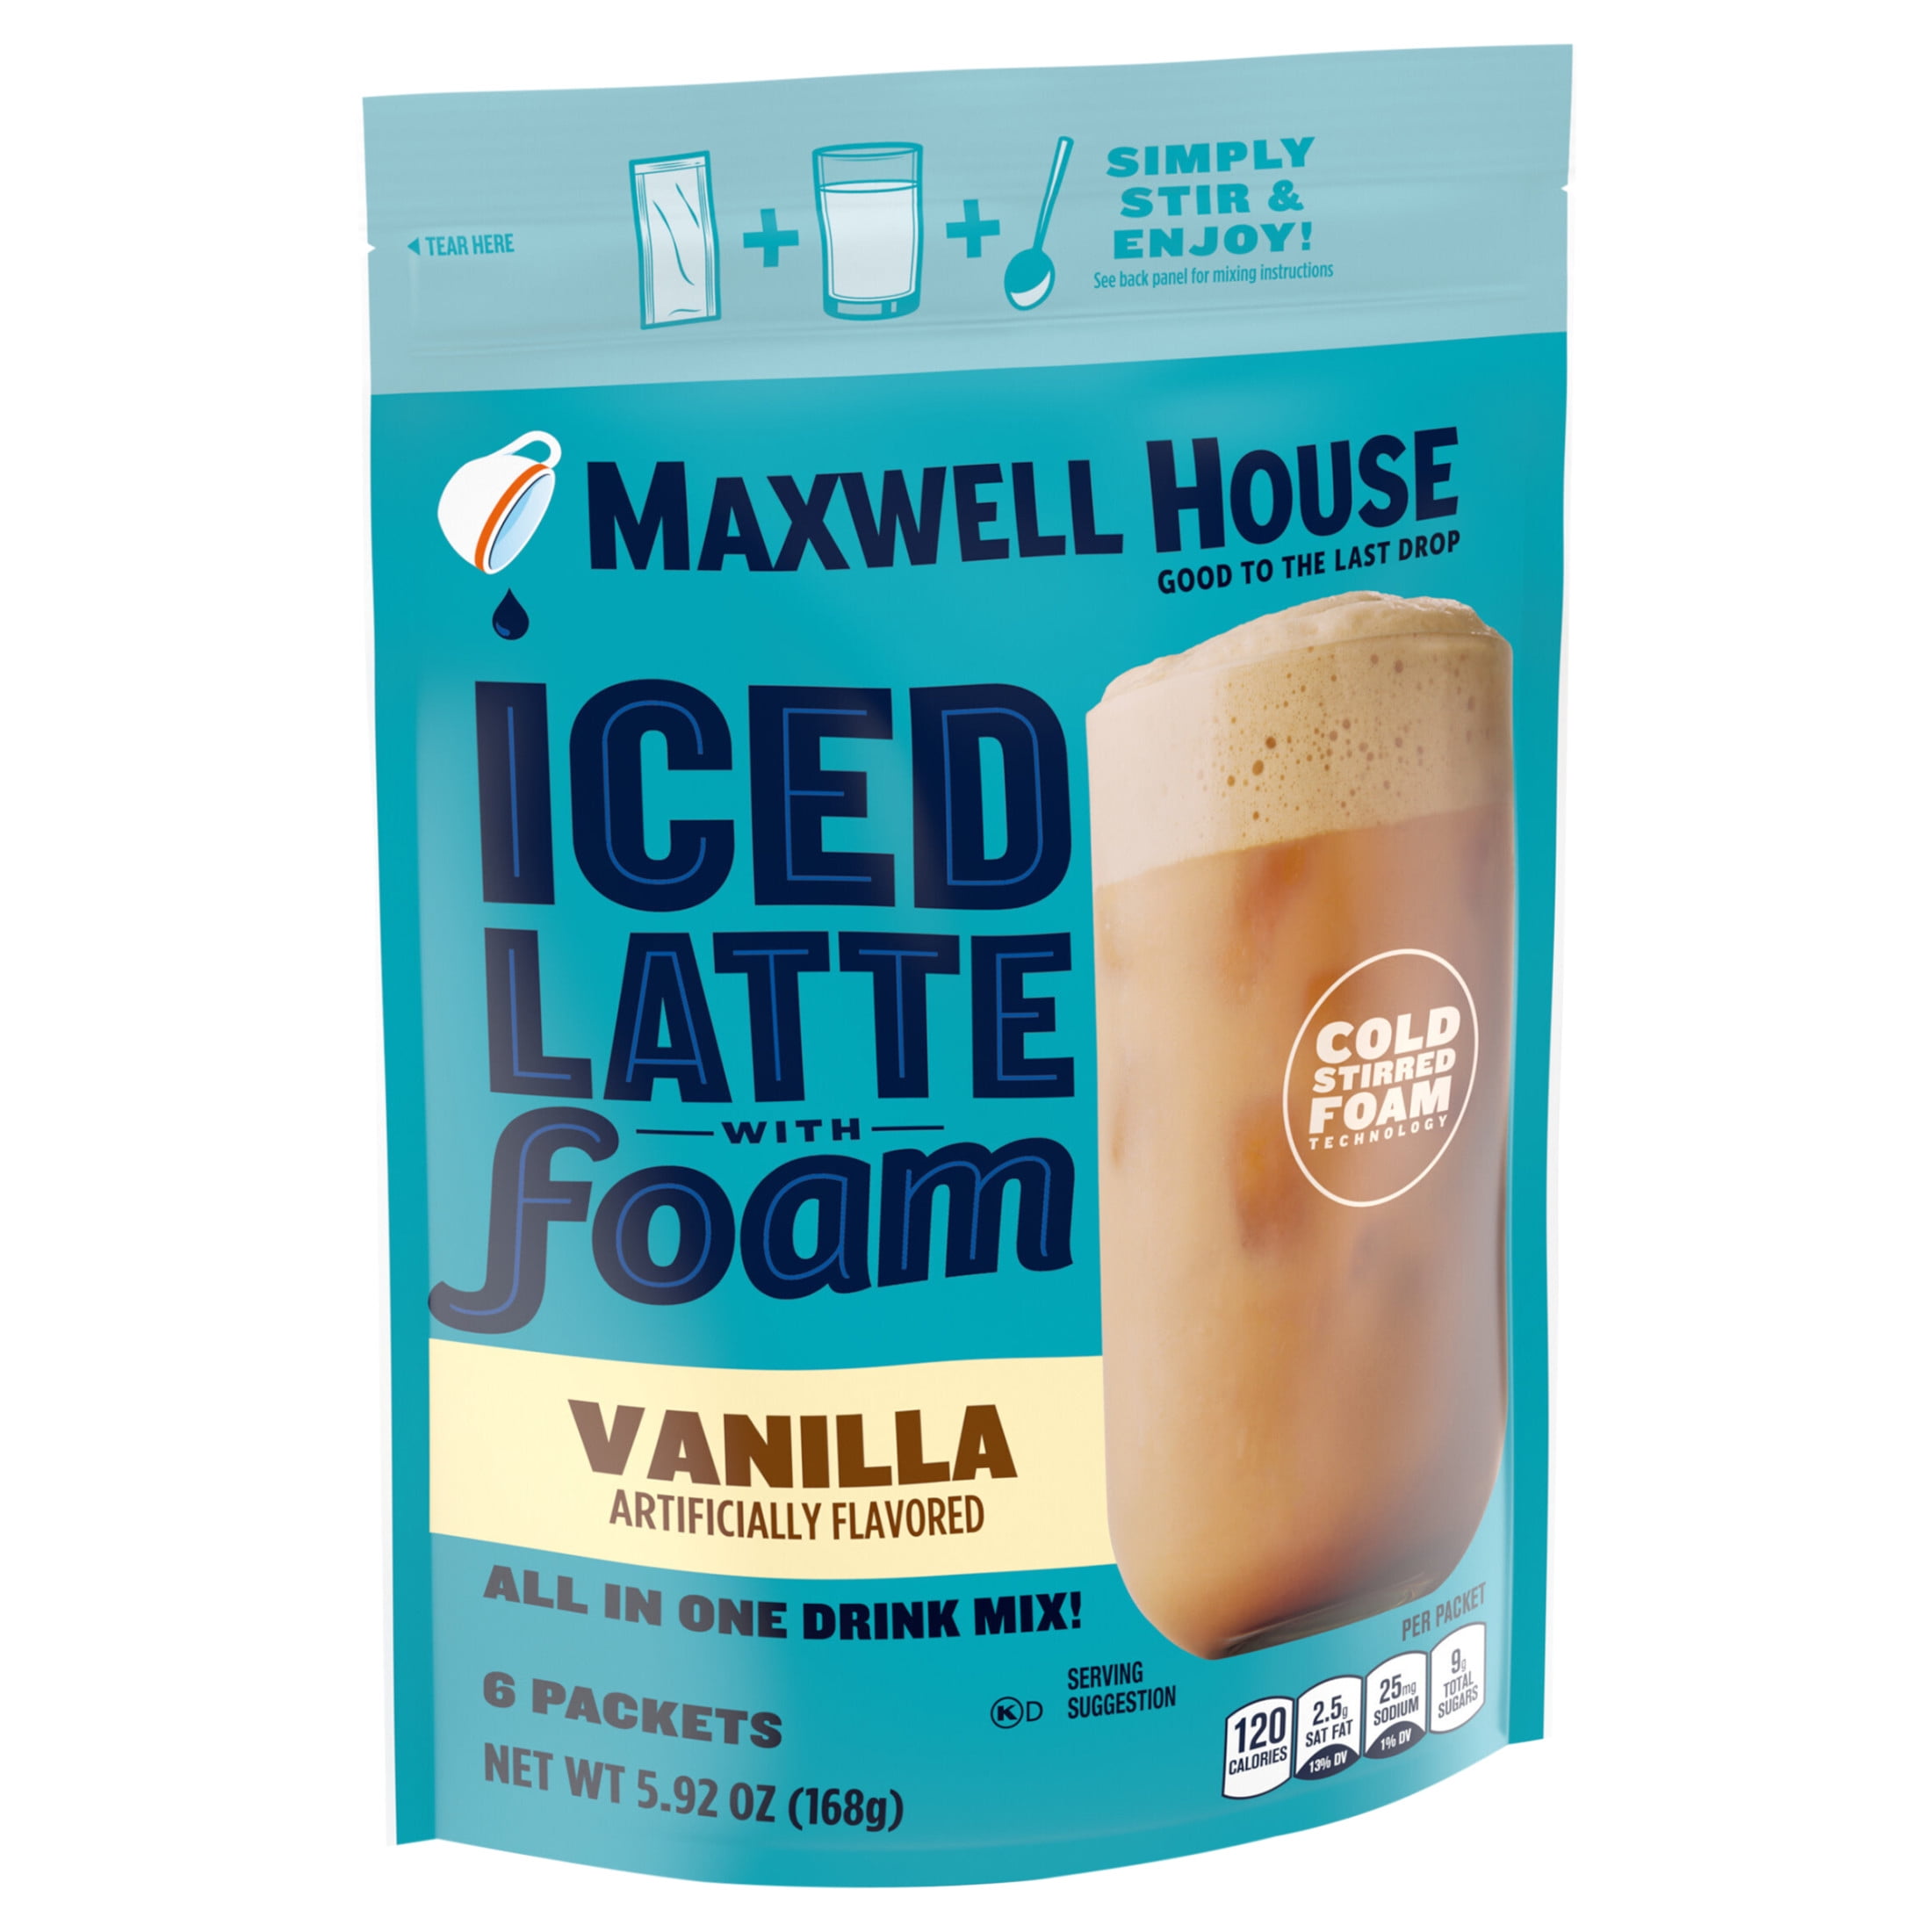 TEAR HERE
+ +
SIMPLY
STIR &
ENJOY!
See back panel for mixing instructions
MAXWELL HOUSE
GOOD TO THE LAST DROP
ICED
LATTE
WITH
foam
COLD
STIRRED
FOAM
TECHNOLOGY
VANILLA
ARTIFICIALLY FLAVORED
ALL IN ONE DRINK MIX!
6 PACKETS
NET WT 5.92 OZ (168g)
K D
SERVING
SUGGESTION
PER PACKET
120
CALORIES
2.5g
SAT FAT
13% DV
25mg
SODIUM
1% DV
9g
TOTAL
SUGARS